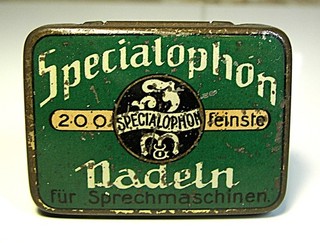 Specialophon
200 SPECIALOPHON feinste
Nadeln
für Sprechmaschinen.